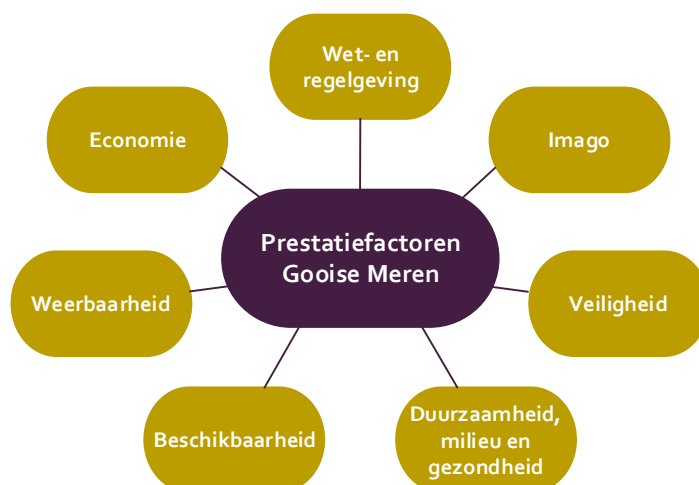 Wet- en
regelgeving
Economie
Imago
Prestatiefactoren
Gooise Meren
Weerbaarheid
Veiligheid
Beschikbaarheid
Duurzaamheid,
milieu en
gezondheid